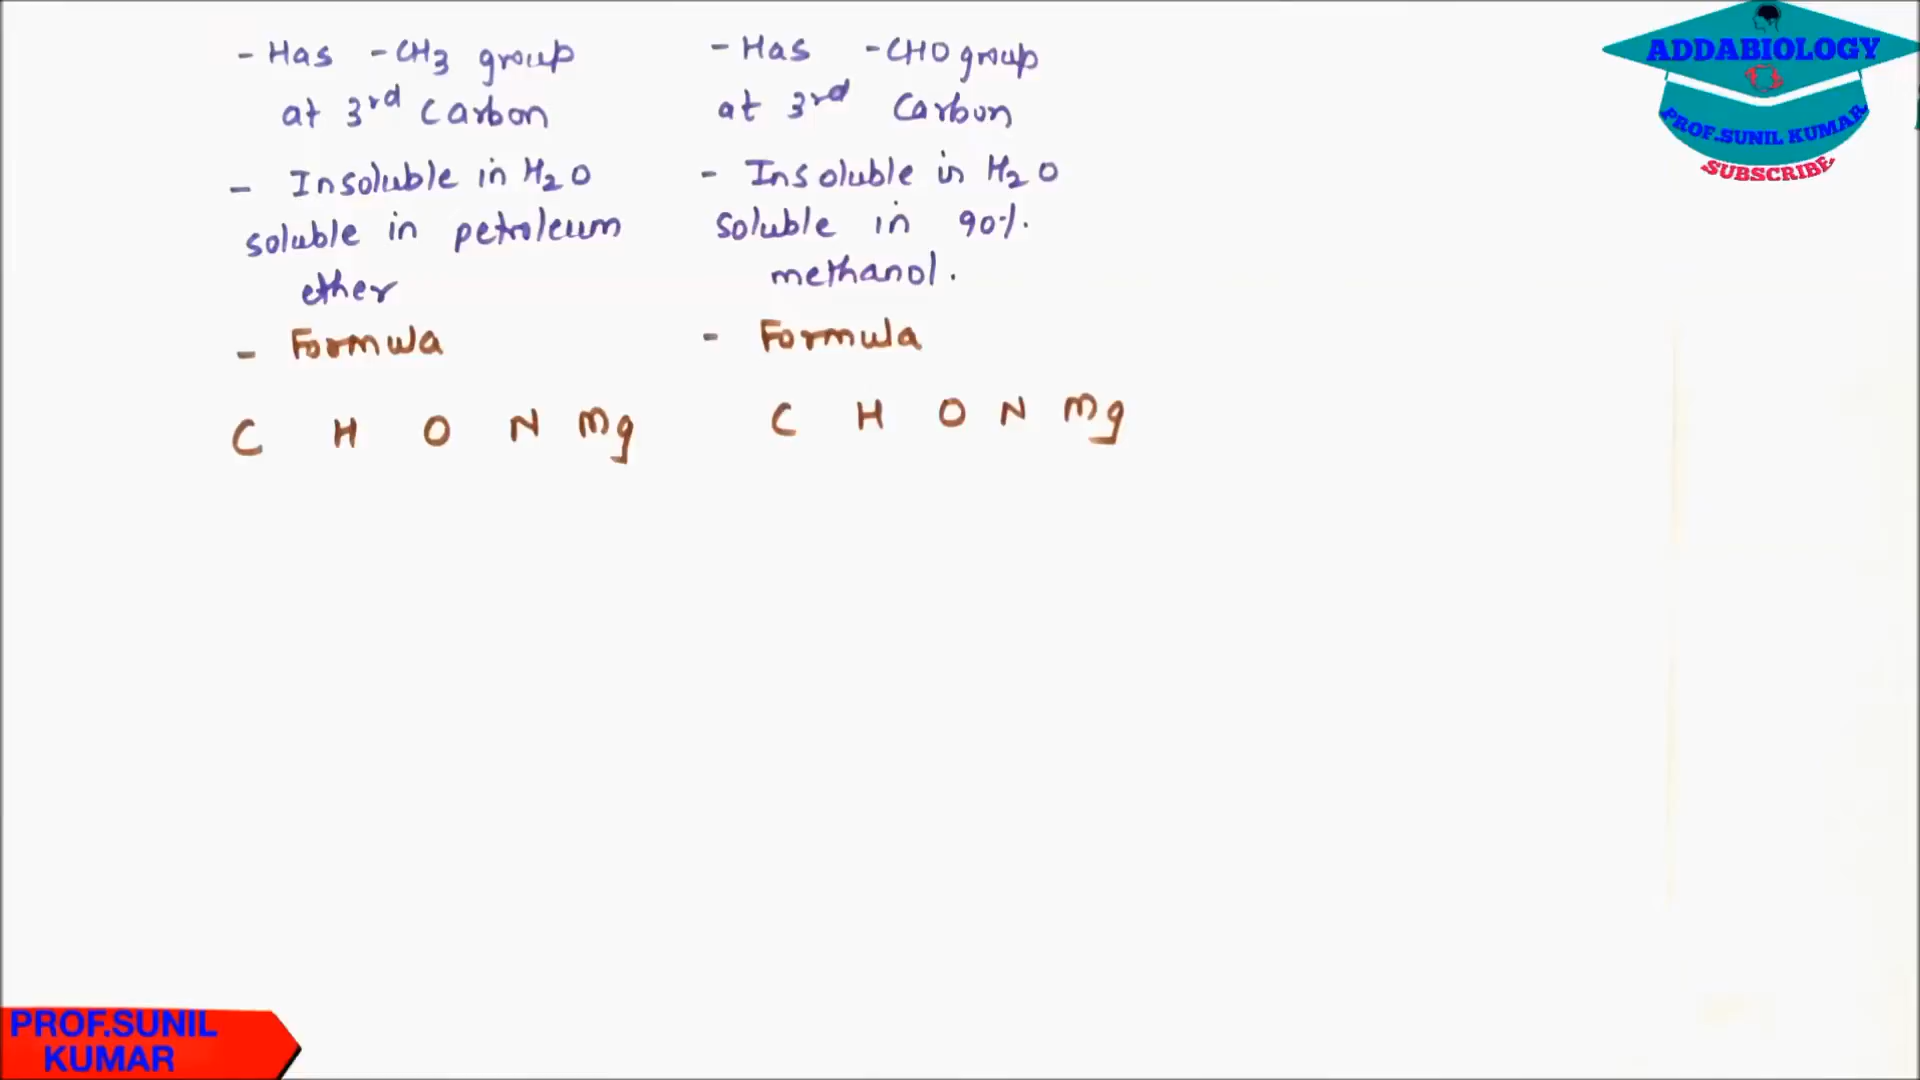 - Has -CH3 group
at 3rd Carbon
- Insoluble in H2O
soluble in petroleum
ether
- Formula
C H O N Mg
- Has -CHO group
at 3rd Carbon
- Insoluble in H2O
soluble in 90%.
methanol.
- Formula
C H O N Mg
ADDABIOLOGY
PROF.SUNIL KUMAR
SUBSCRIBE
PROF.SUNIL
KUMAR